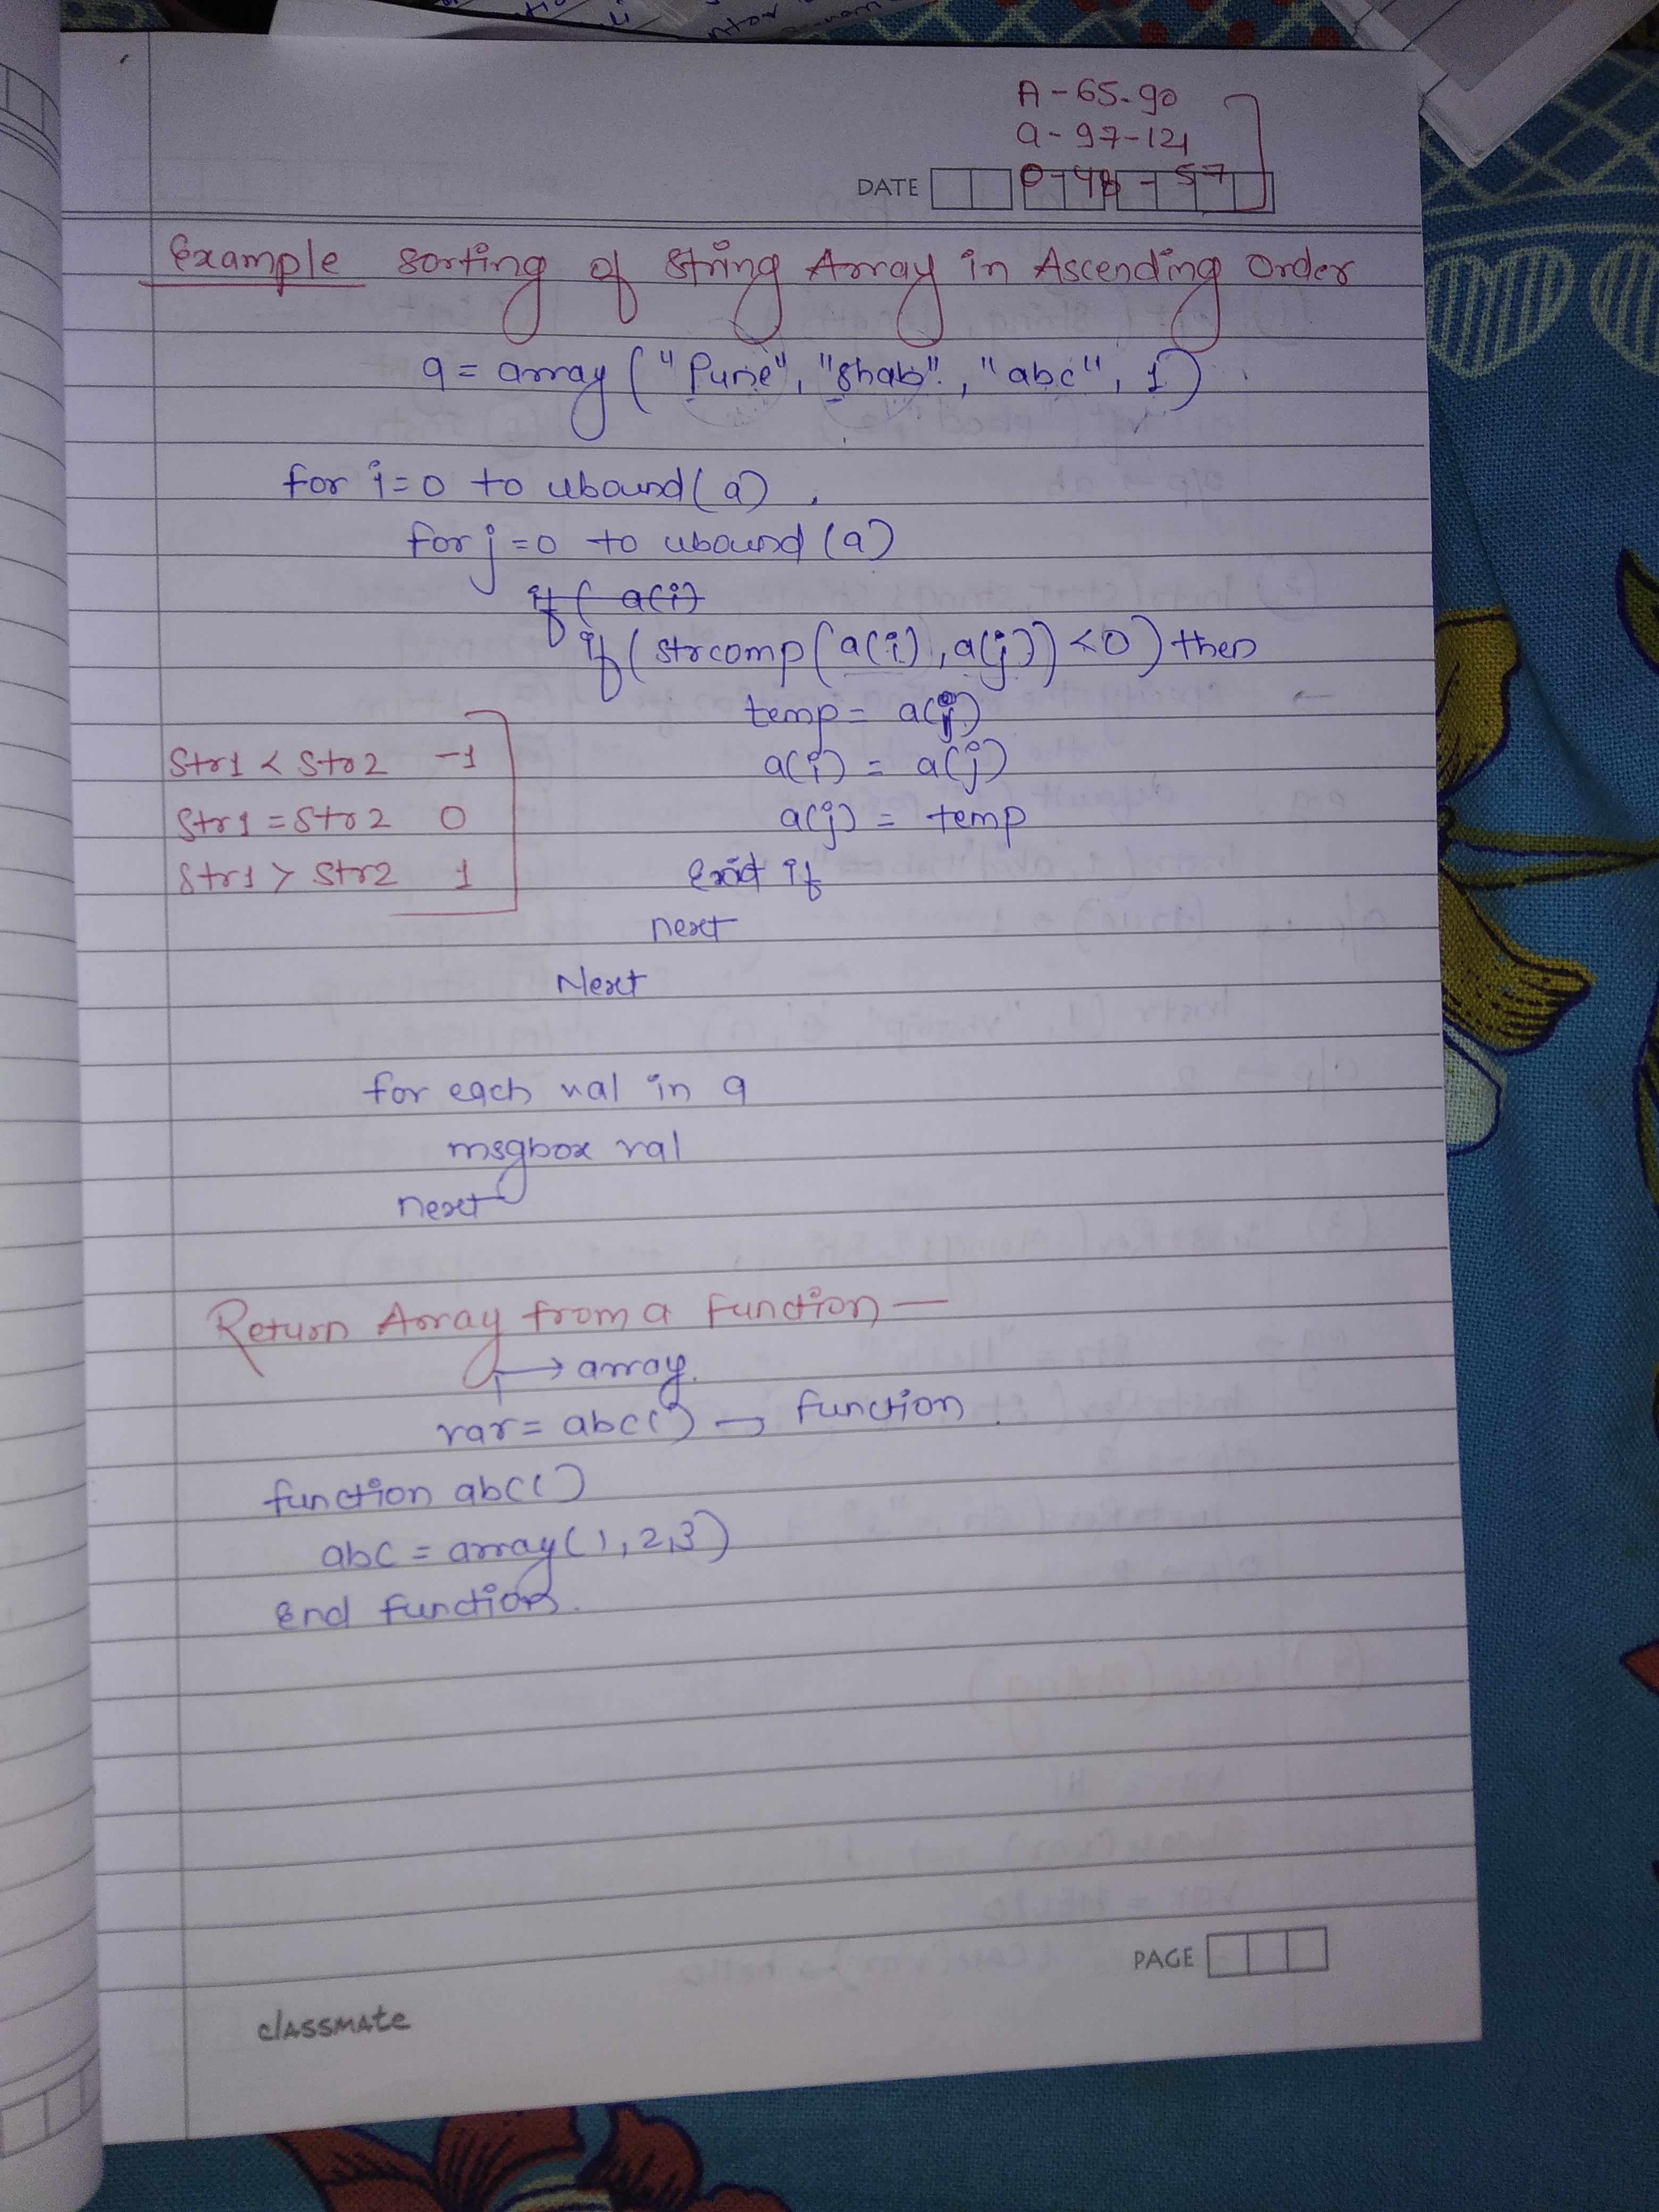 A - 65-90
a - 97-121
DATE 0-48 - 57
Example Sorting of String Array in Ascending Order
a = array ("Pune", "Shab", "abc", 1)
for i=0 to ubound(a)
for j=0 to ubound(a)
if ( a(i)
if (strcomp(a(i),a(j)) <0) then
temp = a(j)
Str1 < Str2 -1
a(i) = a(j)
Str1 = Str2 0
a(j) = temp
Str1 > Str2 1
End if
next
Next
for each val in a
msgbox val
next
Return Array from a function —
→ array.
var = abc() → function.
function abc()
abc = array(1,2,3)
End function.
PAGE
classmate